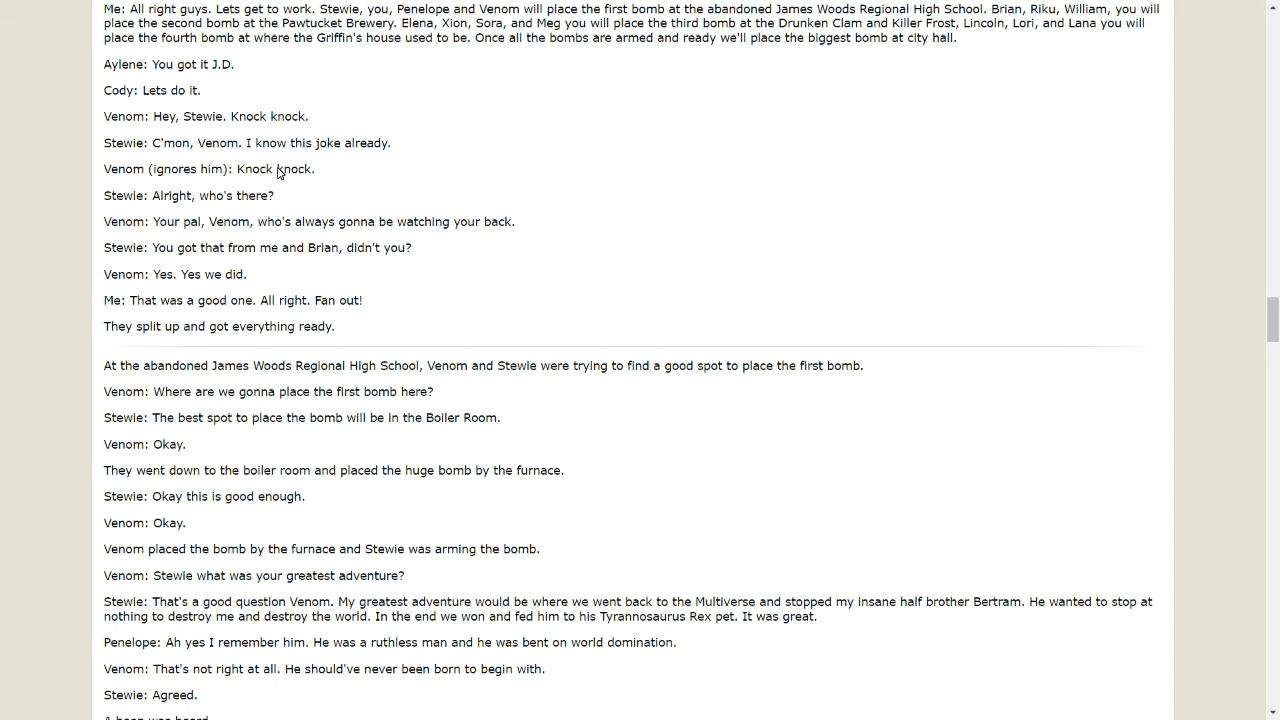 Me: All right guys. Lets get to work. Stewie, you, Penelope and Venom will place the first bomb at the abandoned James Woods Regional High School. Brian, Riku, William, you will
place the second bomb at the Pawtucket Brewery. Elena, Xion, Sora, and Meg you will place the third bomb at the Drunken Clam and Killer Frost, Lincoln, Lori, and Lana you will
place the fourth bomb at where the Griffin's house used to be. Once all the bombs are armed and ready we'll place the biggest bomb at city hall.
Aylene: You got it J.D.
Cody: Lets do it.
Venom: Hey, Stewie. Knock knock.
Stewie: C'mon, Venom. I know this joke already.
Venom (ignores him): Knock knock.
Stewie: Alright, who's there?
Venom: Your pal, Venom, who's always gonna be watching your back.
Stewie: You got that from me and Brian, didn't you?
Venom: Yes. Yes we did.
Me: That was a good one. All right. Fan out!
They split up and got everything ready.
At the abandoned James Woods Regional High School, Venom and Stewie were trying to find a good spot to place the first bomb.
Venom: Where are we gonna place the first bomb here?
Stewie: The best spot to place the bomb will be in the Boiler Room.
Venom: Okay.
They went down to the boiler room and placed the huge bomb by the furnace.
Stewie: Okay this is good enough.
Venom: Okay.
Venom placed the bomb by the furnace and Stewie was arming the bomb.
Venom: Stewie what was your greatest adventure?
Stewie: That's a good question Venom. My greatest adventure would be where we went back to the Multiverse and stopped my insane half brother Bertram. He wanted to stop at
nothing to destroy me and destroy the world. In the end we won and fed him to his Tyrannosaurus Rex pet. It was great.
Penelope: Ah yes I remember him. He was a ruthless man and he was bent on world domination.
Venom: That's not right at all. He should've never been born to begin with.
Stewie: Agreed.
A beep was heard